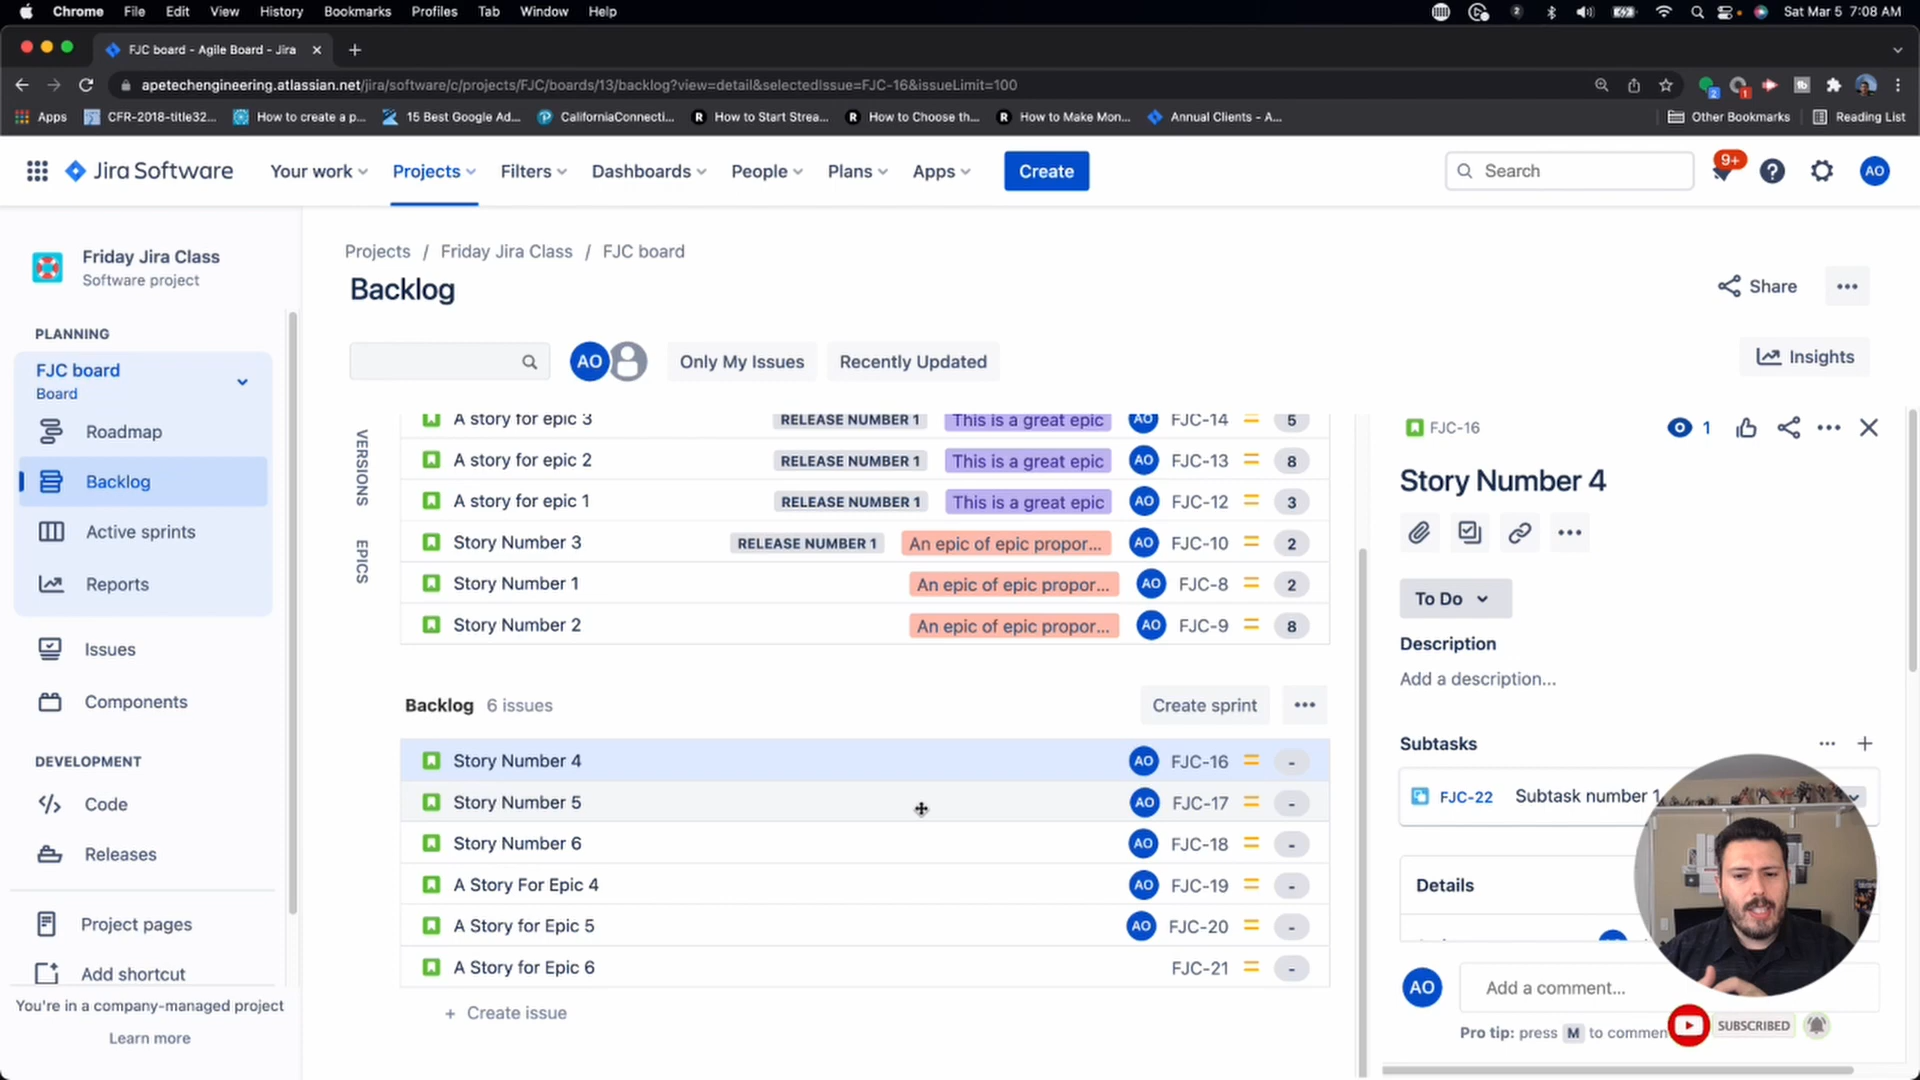 Chrome File Edit View History Bookmarks Profiles Tab Window Help 2 Sat Mar 5 7:08 AM
FJC board - Agile Board - Jira
apetechengineering.atlassian.net/jira/software/c/projects/FJC/boards/13/backlog?view=detail&selectedIssue=FJC-16&issueLimit=100 2 1
Apps CFR-2018-title32... How to create a p... 15 Best Google Ad... CaliforniaConnecti... R How to Start Strea... R How to Choose th... R How to Make Mon... Annual Clients - A... Other Bookmarks Reading List
Jira Software Your work Projects Filters Dashboards People Plans Apps Create Search 9+ AO
Friday Jira Class
Software project
PLANNING
FJC board
Board
Roadmap
Backlog
Active sprints
Reports
Issues
Components
DEVELOPMENT
Code
Releases
Project pages
Add shortcut
You're in a company-managed project
Learn more
Projects / Friday Jira Class / FJC board
Backlog
Share
AO Only My Issues Recently Updated
Insights
VERSIONS
EPICS
A story for epic 3 RELEASE NUMBER 1 This is a great epic AO FJC-14 5
A story for epic 2 RELEASE NUMBER 1 This is a great epic AO FJC-13 8
A story for epic 1 RELEASE NUMBER 1 This is a great epic AO FJC-12 3
Story Number 3 RELEASE NUMBER 1 An epic of epic propor... AO FJC-10 2
Story Number 1 An epic of epic propor... AO FJC-8 2
Story Number 2 An epic of epic propor... AO FJC-9 8
Backlog 6 issues Create sprint
Story Number 4 AO FJC-16 -
Story Number 5 AO FJC-17 -
Story Number 6 AO FJC-18 -
A Story For Epic 4 AO FJC-19 -
A Story for Epic 5 AO FJC-20 -
A Story for Epic 6 FJC-21 -
+ Create issue
FJC-16 1
Story Number 4
To Do
Description
Add a description...
Subtasks
FJC-22 Subtask number 1
Details
AO Add a comment...
Pro tip: press M to commen
SUBSCRIBED